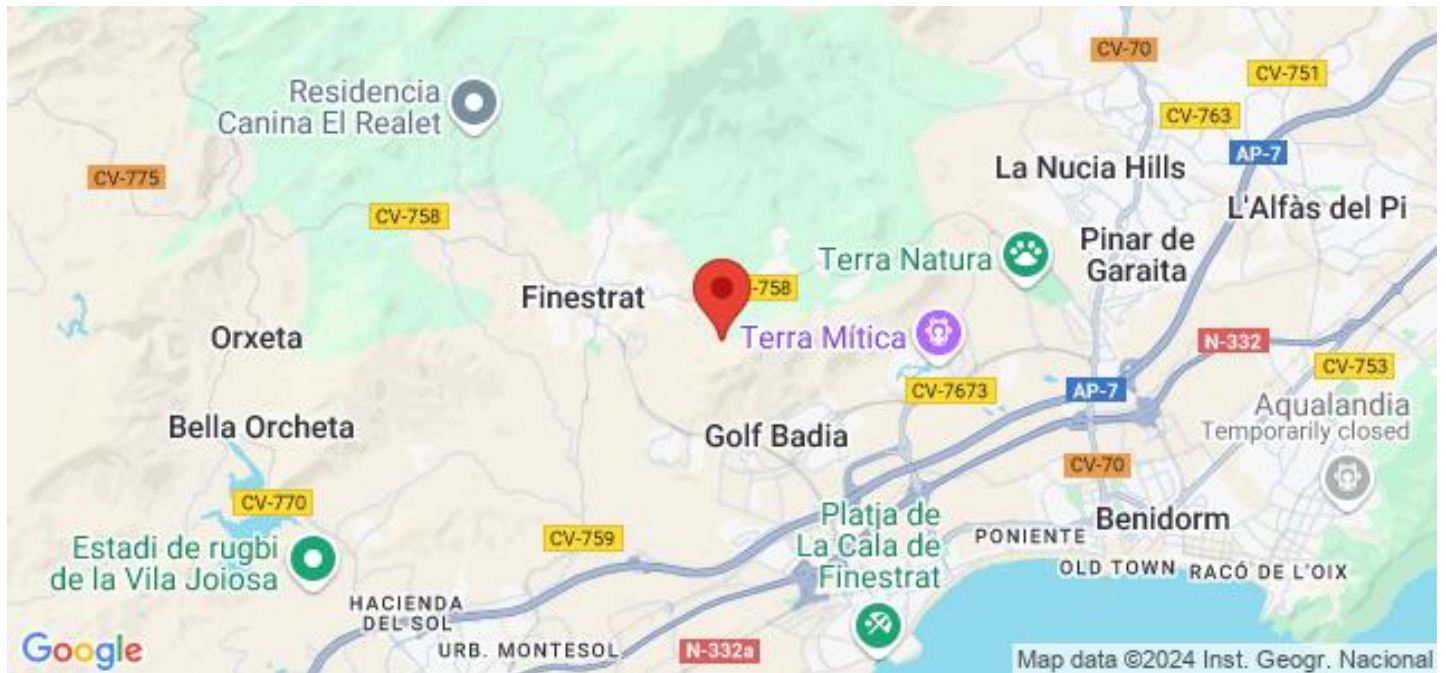 CV-70
CV-751
Residencia
Canina El Realet
CV-763
AP-7
La Nucia Hills
CV-775
L'Alfàs del Pi
CV-758
Pinar de
Garaita
Terra Natura
-758
Finestrat
Orxeta
Terra Mítica
N-332
CV-753
CV-7673
AP-7
Aqualandia
Temporarily closed
Bella Orcheta
Golf Badia
CV-70
CV-770
Benidorm
Platja de
La Cala de
Finestrat
PONIENTE
CV-759
Estadi de rugbi
de la Vila Joiosa
OLD TOWN
RACÓ DE L'OIX
HACIENDA
DEL SOL
URB. MONTESOL
N-332a
Google
Map data ©2024 Inst. Geogr. Nacional